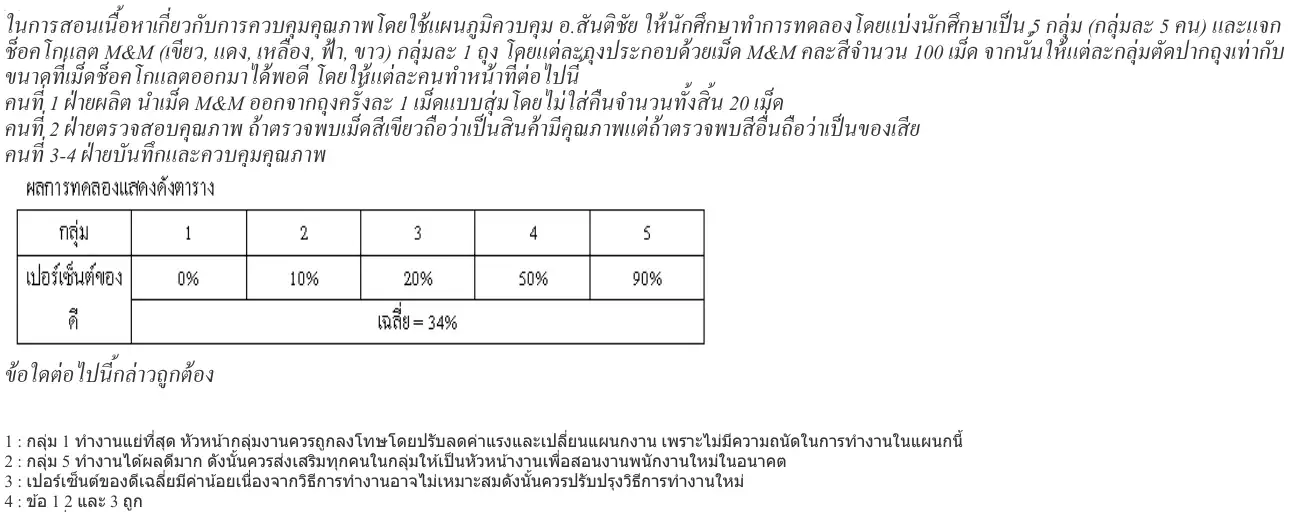 ในการสอนเนื้อหาเกี่ยวกับการควบคุมคุณภาพโดยใช้แผนภูมิควบคุม อ.สันติชัย ให้นักศึกษาทำการทดลองโดยแบ่งนักศึกษาเป็น 5 กลุ่ม (กลุ่มละ 5 คน) และแจก
ช็อคโกแลต M&M (เขียว, แดง, เหลือง, ฟ้า, ขาว) กลุ่มละ 1 ถุง โดยแต่ละถุงประกอบด้วยเม็ด M&M คละสีจำนวน 100 เม็ด จากนั้นให้แต่ละกลุ่มตัดปากถุงเท่ากับ
ขนาดที่เม็ดช็อคโกแลตออกมาได้พอดี โดยให้แต่ละคนทำหน้าที่ต่อไปนี้
คนที่ 1 ฝ่ายผลิต นำเม็ด M&M ออกจากถุงครั้งละ 1 เม็ดแบบสุ่มโดยไม่ใส่คืนจำนวนทั้งสิ้น 20 เม็ด
คนที่ 2 ฝ่ายตรวจสอบคุณภาพ ถ้าตรวจพบเม็ดสีเขียวถือว่าเป็นสินค้ามีคุณภาพแต่ถ้าตรวจพบสีอื่นถือว่าเป็นของเสีย
คนที่ 3-4 ฝ่ายบันทึกและควบคุมคุณภาพ
ผลการทดลองแสดงดังตาราง
กลุ่ม 1 2 3 4 5
เปอร์เซ็นต์ของ 0% 10% 20% 50% 90%
ดี เฉลี่ย = 34%
ข้อใดต่อไปนี้กล่าวถูกต้อง
1 : กลุ่ม 1 ทำงานแย่ที่สุด หัวหน้ากลุ่มงานควรถูกลงโทษโดยปรับลดค่าแรงและเปลี่ยนแผนกงาน เพราะไม่มีความถนัดในการทำงานในแผนกนี้
2 : กลุ่ม 5 ทำงานได้ผลดีมาก ดังนั้นควรส่งเสริมทุกคนในกลุ่มให้เป็นหัวหน้างานเพื่อสอนงานพนักงานใหม่ในอนาคต
3 : เปอร์เซ็นต์ของดีเฉลี่ยมีค่าน้อยเนื่องจากวิธีการทำงานอาจไม่เหมาะสมดังนั้นควรปรับปรุงวิธีการทำงานใหม่
4 : ข้อ 1 2 และ 3 ถูก